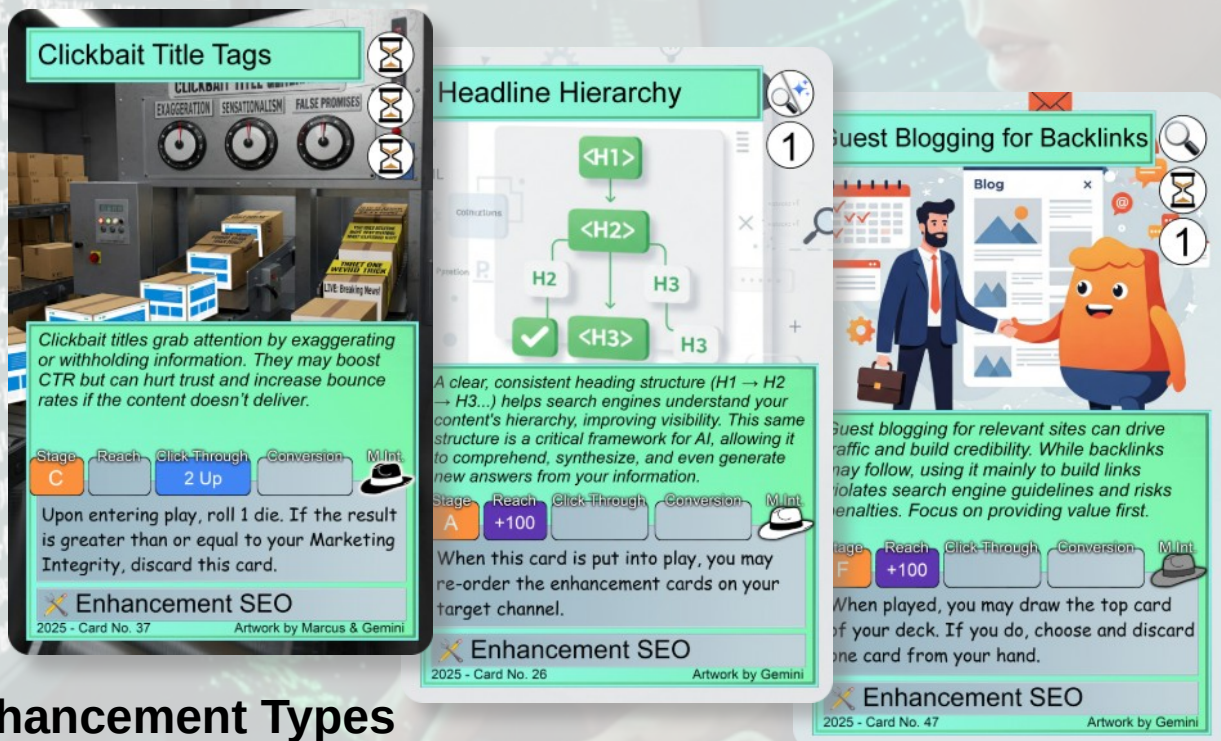 Clickbait Title Tags
EXAGGERATION SENSATIONALISM FALSE PROMISES
LIVE: Breaking News!
Clickbait titles grab attention by exaggerating
or withholding information. They may boost
CTR but can hurt trust and increase bounce
rates if the content doesn't deliver.
Stage Reach Click-Through Conversion M.Int.
C 2 Up
Upon entering play, roll 1 die. If the result
is greater than or equal to your Marketing
Integrity, discard this card.
Enhancement SEO
2025 - Card No. 37 Artwork by Marcus & Gemini
Headline Hierarchy
1
<H1>
<H2>
H2 H3
<H3> H3
A clear, consistent heading structure (H1 → H2
→ H3...) helps search engines understand your
content's hierarchy, improving visibility. This same
structure is a critical framework for AI, allowing it
to comprehend, synthesize, and even generate
new answers from your information.
Stage Reach Click-Through Conversion M.Int.
A +100
When this card is put into play, you may
re-order the enhancement cards on your
target channel.
Enhancement SEO
2025 - Card No. 26 Artwork by Gemini
uest Blogging for Backlinks
1
Blog
uest blogging for relevant sites can drive
raffic and build credibility. While backlinks
may follow, using it mainly to build links
iolates search engine guidelines and risks
enalties. Focus on providing value first.
tage Reach Click-Through Conversion M.Int.
F +100
When played, you may draw the top card
of your deck. If you do, choose and discard
one card from your hand.
Enhancement SEO
2025 - Card No. 47 Artwork by Gemini
hancement Types